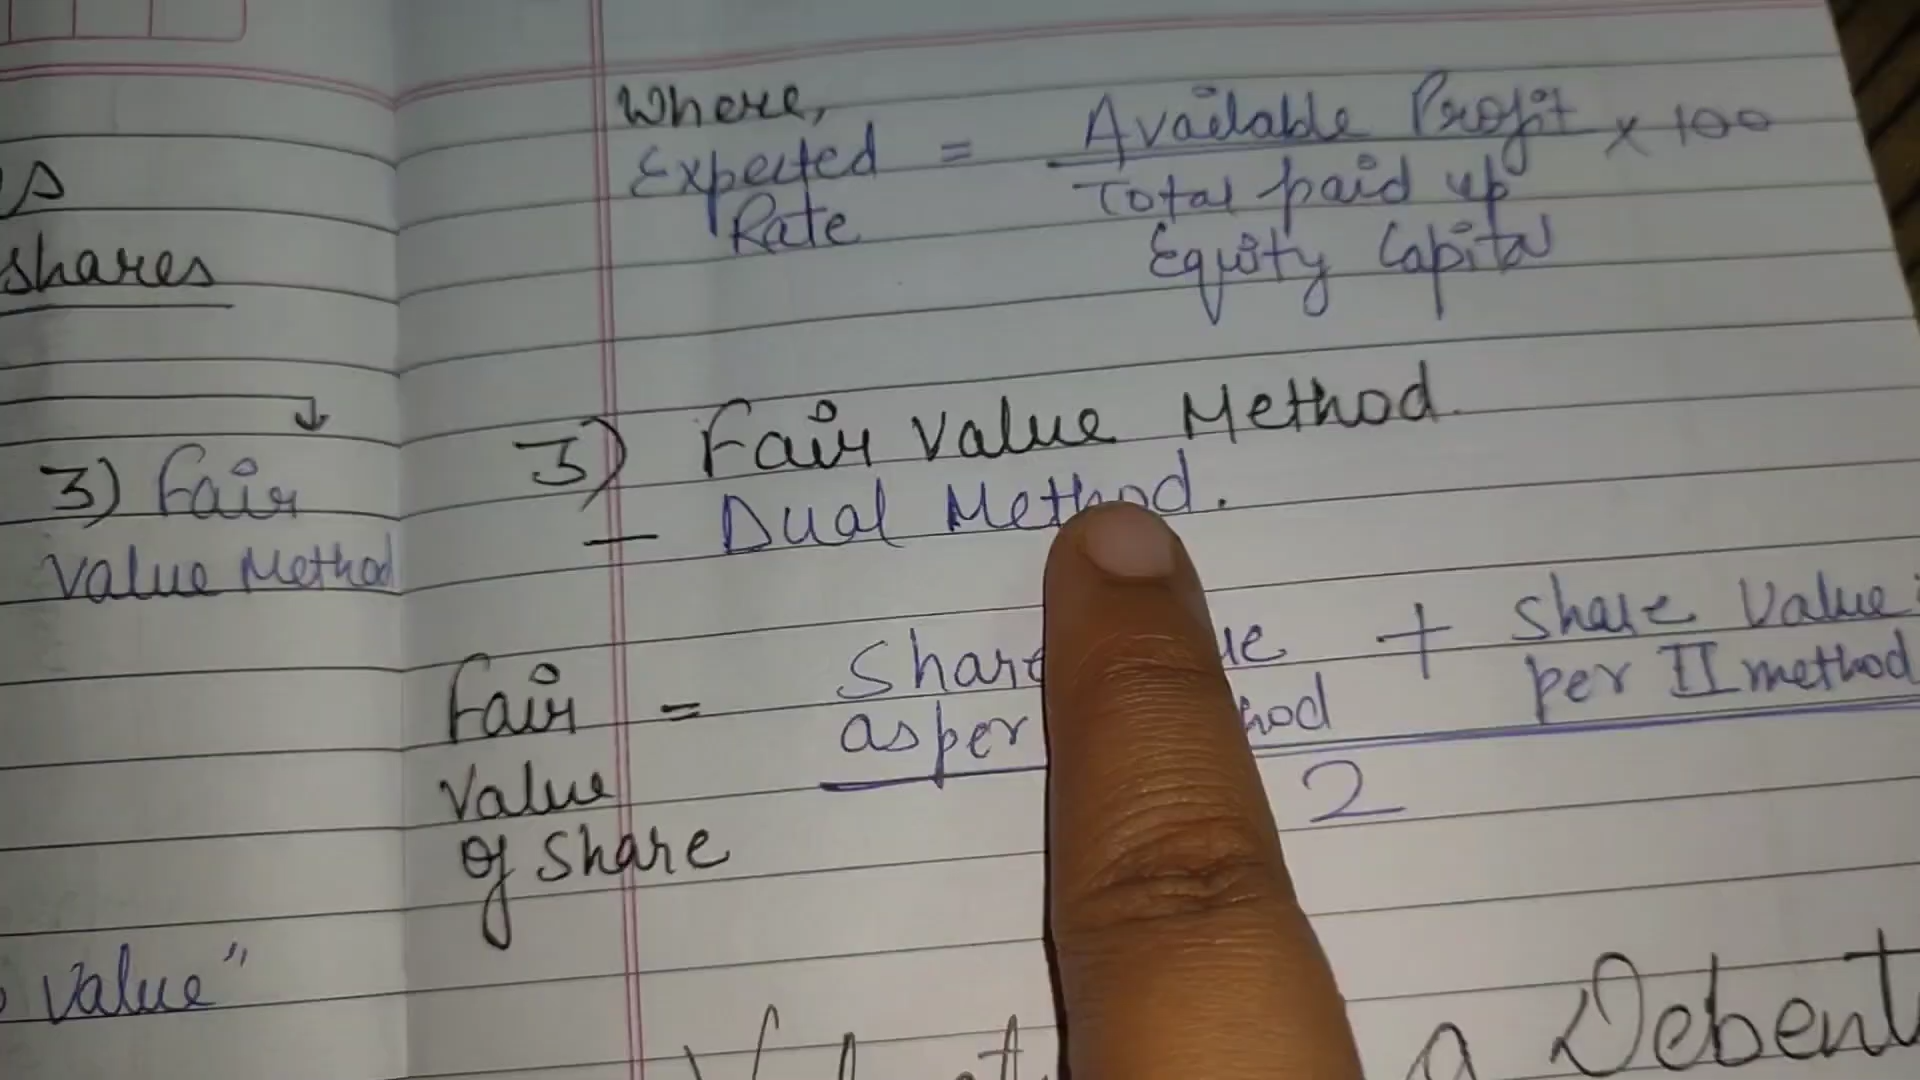 s
shares
3) Fair
Value Method
Value"
Where,
Expected = Available Profit × 100
Rate Total paid up
Equity Capital
3) Fair Value Method.
— Dual Method.
Fair = Share + Share Value
Value as per per II method
of share 2
Debent